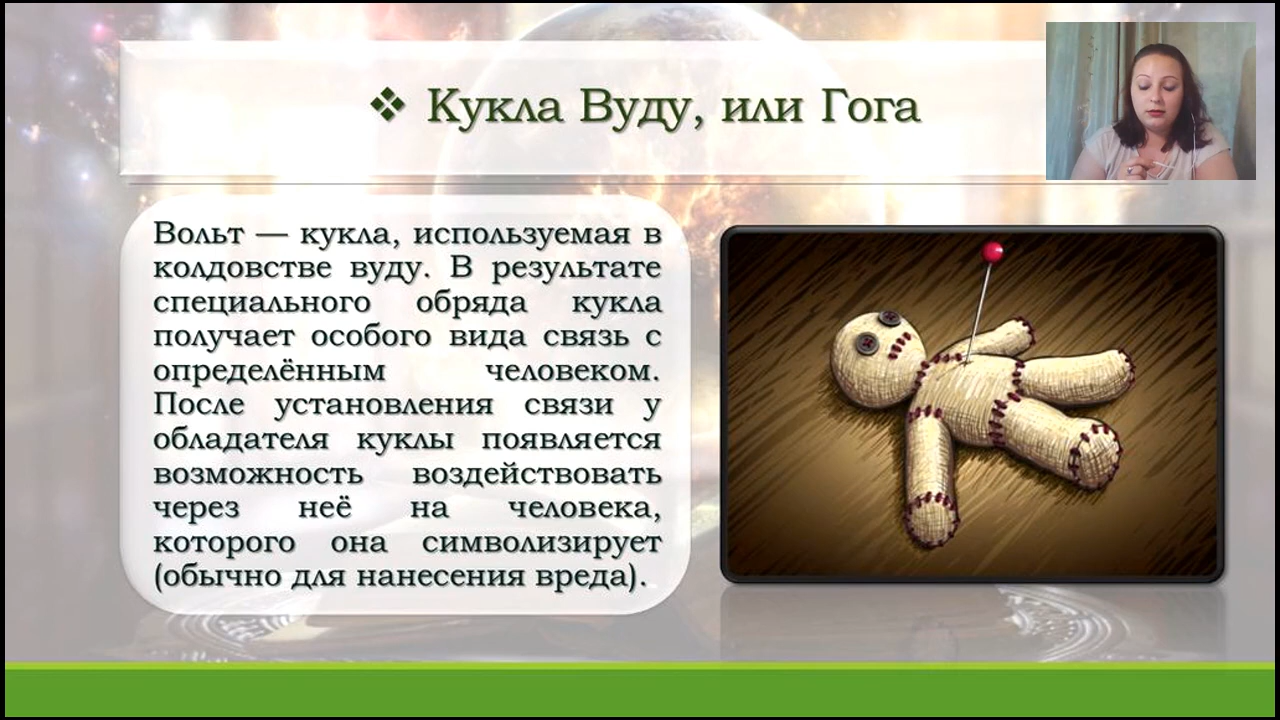 ❖ Кукла Вуду, или Гога
Вольт — кукла, используемая в
колдовстве вуду. В результате
специального обряда кукла
получает особого вида связь с
определённым человеком.
После установления связи у
обладателя куклы появляется
возможность воздействовать
через неё на человека,
которого она символизирует
(обычно для нанесения вреда).